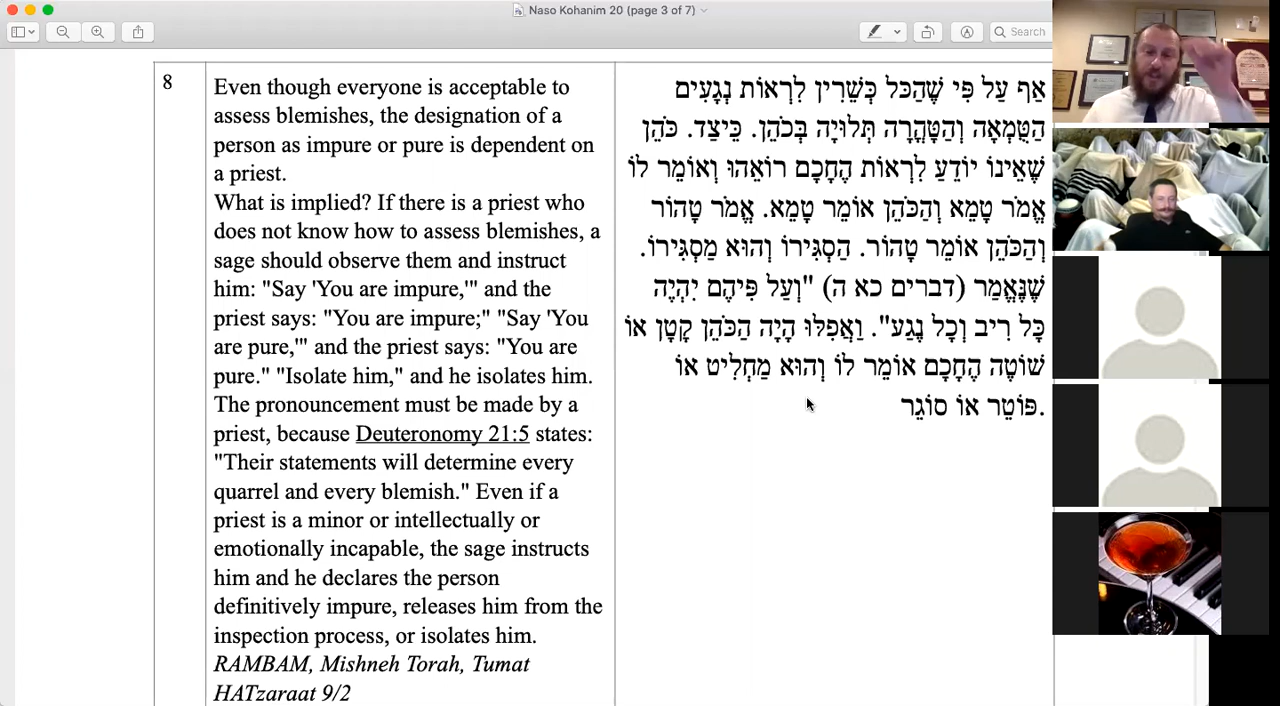 Naso Kohanim 20 (page 3 of 7)
Search
8
Even though everyone is acceptable to
assess blemishes, the designation of a
person as impure or pure is dependent on
a priest.
What is implied? If there is a priest who
does not know how to assess blemishes, a
sage should observe them and instruct
him: "Say 'You are impure,'" and the
priest says: "You are impure;" "Say 'You
are pure,'" and the priest says: "You are
pure." "Isolate him," and he isolates him.
The pronouncement must be made by a
priest, because Deuteronomy 21:5 states:
"Their statements will determine every
quarrel and every blemish." Even if a
priest is a minor or intellectually or
emotionally incapable, the sage instructs
him and he declares the person
definitively impure, releases him from the
inspection process, or isolates him.
RAMBAM, Mishneh Torah, Tumat
HATzaraat 9/2
אַף עַל פִּי שֶׁהַכּל כְּשֵׁרִין לִרְאוֹת נְגָעִים
הַטֻּמְאָה וְהַטָּהֳרָה תְּלוּיָה בְּכֹהֵן. כֵּיצַד. כֹּהֵן
שֶׁאֵינוֹ יוֹדֵעַ לִרְאוֹת הֶחָכָם רוֹאֵהוּ וְאוֹמֵר לוֹ
אֱמֹר טָמֵא וְהַכֹּהֵן אוֹמֵר טָמֵא. אֱמֹר טָהוֹר
וְהַכֹּהֵן אוֹמֵר טָהוֹר. הַסְגִּירוֹ וְהוּא מַסְגִּירוֹ.
שֶׁנֶּאֱמַר (דברים כא ה) "וְעַל פִּיהֶם יִהְיֶה
כָּל רִיב וְכָל נֶגַע". וַאֲפִלּוּ הָיָה הַכֹּהֵן קָטָן אוֹ
שׁוֹטֶה הֶחָכָם אוֹמֵר לוֹ וְהוּא מַחְלִיט אוֹ
פּוֹטֵר אוֹ סוֹגֵר.